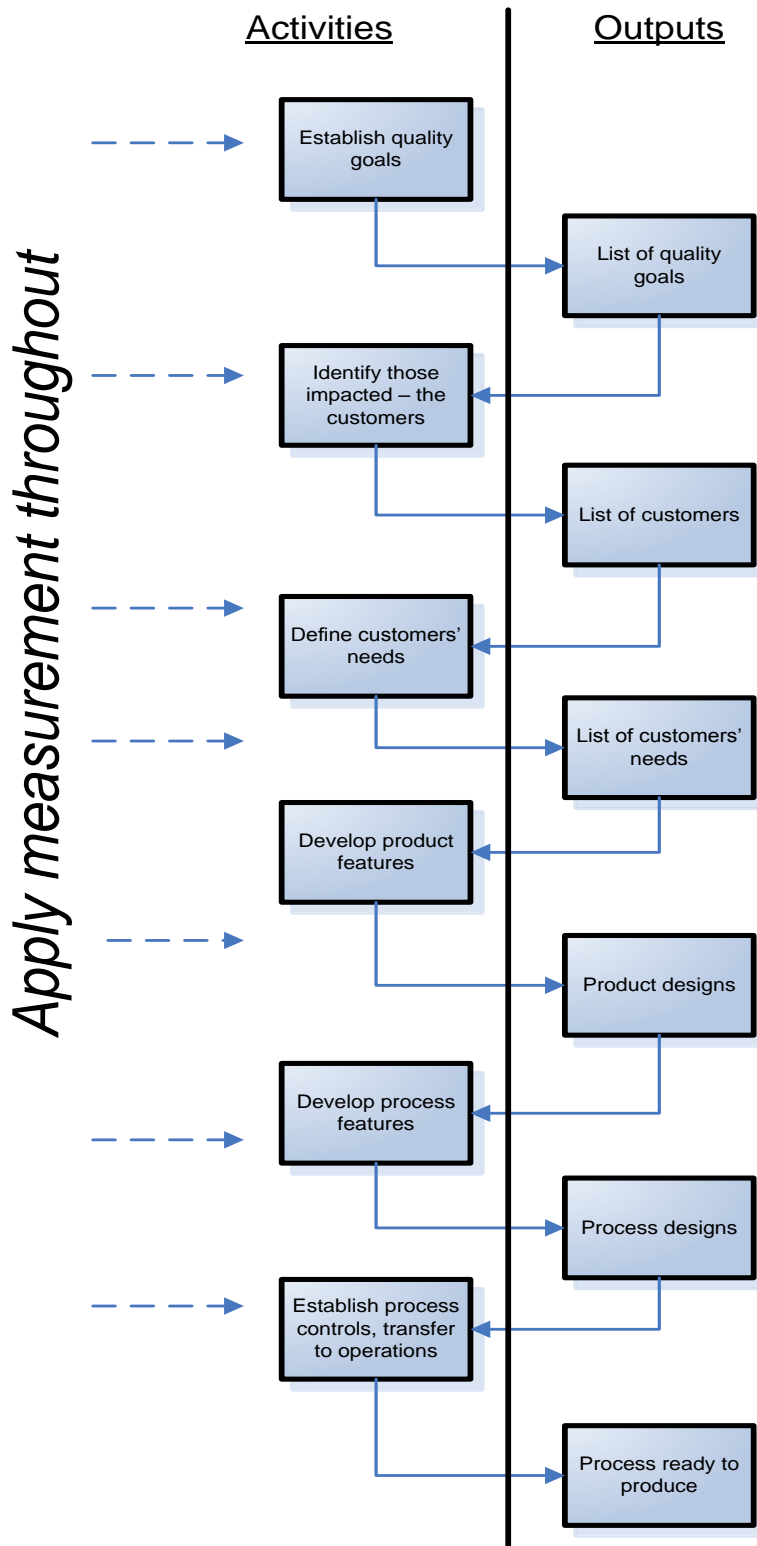 Activities
Outputs
Apply measurement throughout
Establish quality
goals
List of quality
goals
Identify those
impacted – the
customers
List of customers
Define customers’
needs
List of customers’
needs
Develop product
features
Product designs
Develop process
features
Process designs
Establish process
controls, transfer
to operations
Process ready to
produce